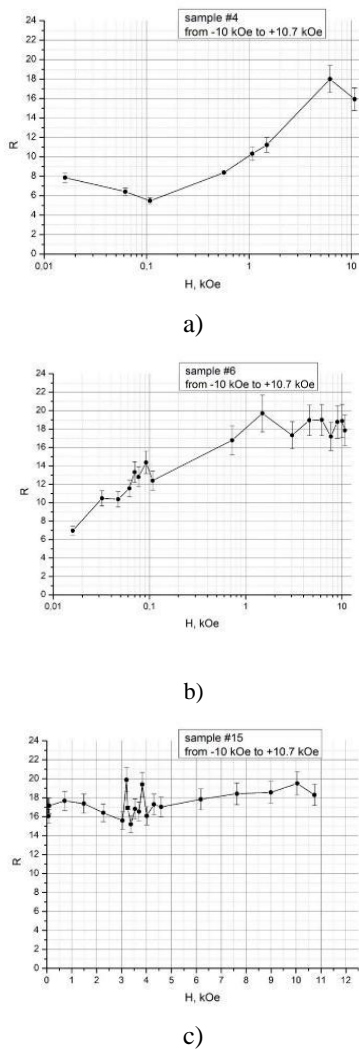 sample #4
from -10 kOe to +10.7 kOe
24
22
20
18
16
14
12
10
8
6
4
2
0
R
0,01 0,1 1 10
H, kOe
a)
sample #6
from -10 kOe to +10.7 kOe
24
22
20
18
16
14
12
10
8
6
4
2
0
R
0,01 0,1 1 10
H, kOe
b)
sample #15
from -10 kOe to +10.7 kOe
24
22
20
18
16
14
12
10
8
6
4
2
0
R
0 1 2 3 4 5 6 7 8 9 10 11 12
H, kOe
c)